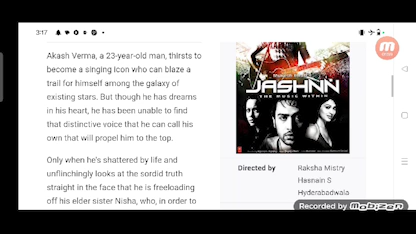 3:17
Akash Verma, a 23-year-old man, thirsts to
become a singing icon who can blaze a
trail for himself among the galaxy of
existing stars. But though he has dreams
in his heart, he has been unable to find
that distinctive voice that he can call his
own that will propel him to the top.
Only when he's shattered by life and
unflinchingly looks at the sordid truth
straight in the face that he is freeloading
off his elder sister Nisha, who, in order to
JASHNN
THE MUSIC WITHIN
Directed by
Raksha Mistry
Hasnain S
Hyderabadwala
Recorded by mobizen